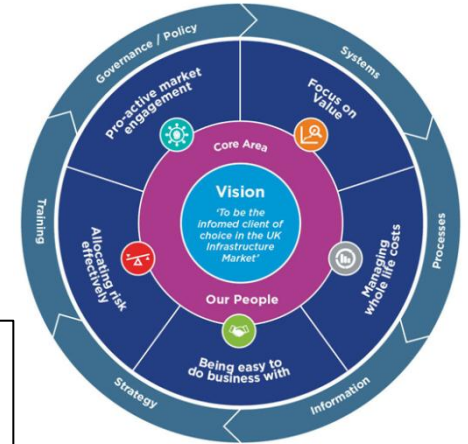 Governance / Policy
Systems
Processes
Information
Strategy
Training
Pro-active market
engagement
Focus on
Value
Managing
whole life costs
Being easy to
do business with
Allocating risk
effectively
Core Area
Vision
'To be the
infomed client of
choice in the UK
Infrastructure
Market'
Our People